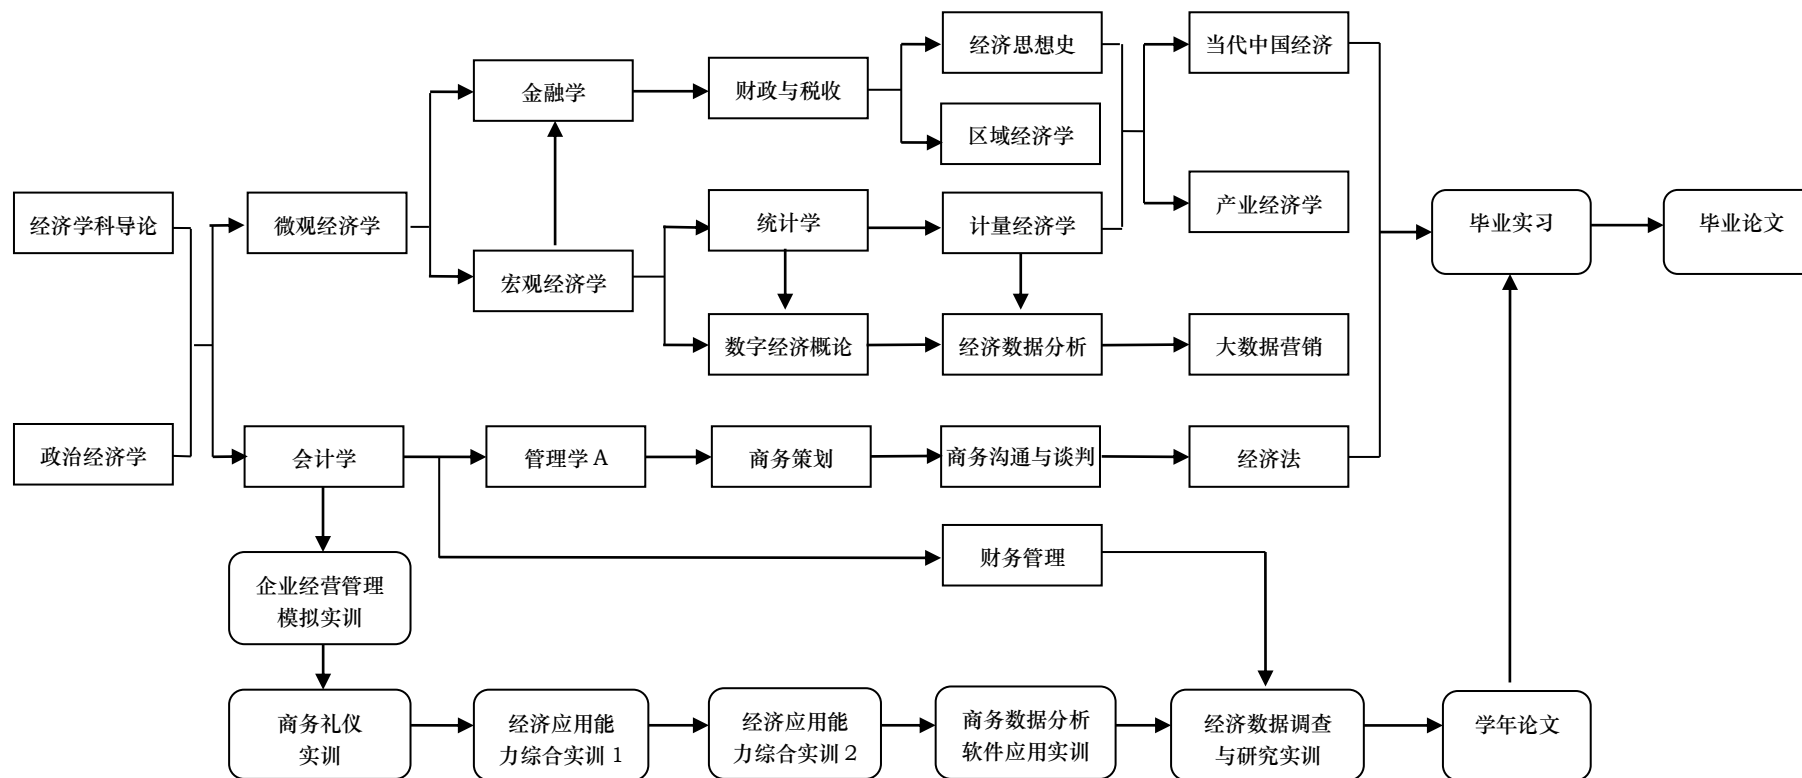 经济思想史
当代中国经济
金融学
财政与税收
区域经济学
经济学科导论
微观经济学
统计学
计量经济学
产业经济学
毕业实习
毕业论文
宏观经济学
数字经济概论
经济数据分析
大数据营销
政治经济学
会计学
管理学A
商务策划
商务沟通与谈判
经济法
财务管理
企业经营管理
模拟实训
商务礼仪
实训
经济应用能
力综合实训1
经济应用能
力综合实训2
商务数据分析
软件应用实训
经济数据调查
与研究实训
学年论文